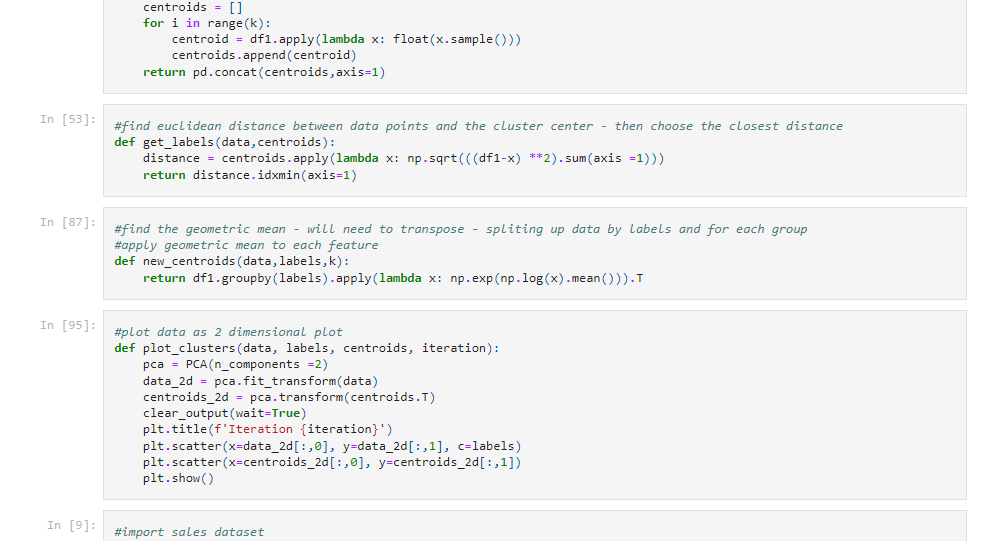 centroids = []
for i in range(k):
centroid = df1.apply(lambda x: float(x.sample()))
centroids.append(centroid)
return pd.concat(centroids,axis=1)
In [53]:
#find euclidean distance between data points and the cluster center - then choose the closest distance
def get_labels(data,centroids):
distance = centroids.apply(lambda x: np.sqrt(((df1-x) **2).sum(axis =1)))
return distance.idxmin(axis=1)
In [87]:
#find the geometric mean - will need to transpose - spliting up data by labels and for each group
#apply geometric mean to each feature
def new_centroids(data,labels,k):
return df1.groupby(labels).apply(lambda x: np.exp(np.log(x).mean())).T
In [95]:
#plot data as 2 dimensional plot
def plot_clusters(data, labels, centroids, iteration):
pca = PCA(n_components =2)
data_2d = pca.fit_transform(data)
centroids_2d = pca.transform(centroids.T)
clear_output(wait=True)
plt.title(f'Iteration {iteration}')
plt.scatter(x=data_2d[:,0], y=data_2d[:,1], c=labels)
plt.scatter(x=centroids_2d[:,0], y=centroids_2d[:,1])
plt.show()
In [9]:
#import sales dataset